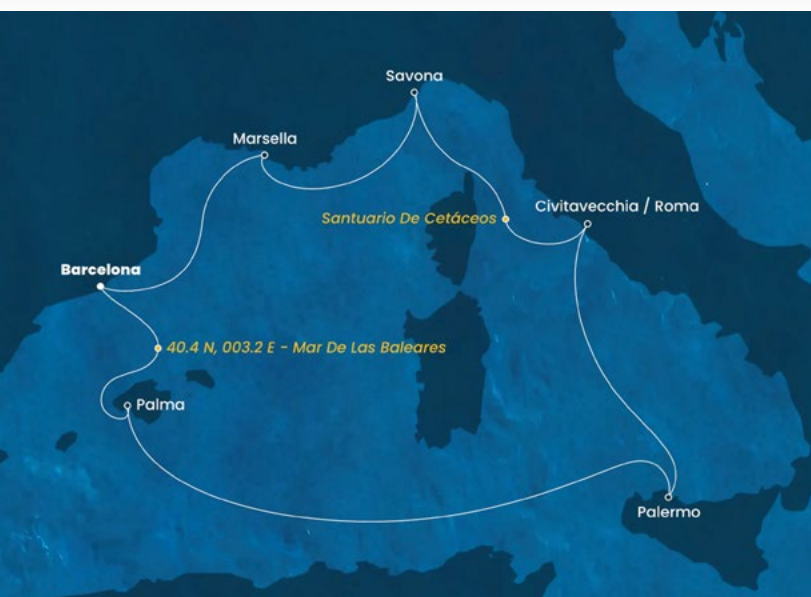 Savona
Marsella
Civitavecchia / Roma
Santuario De Cetáceos
Barcelona
40.4 N, 003.2 E - Mar De Las Baleares
Palma
Palermo